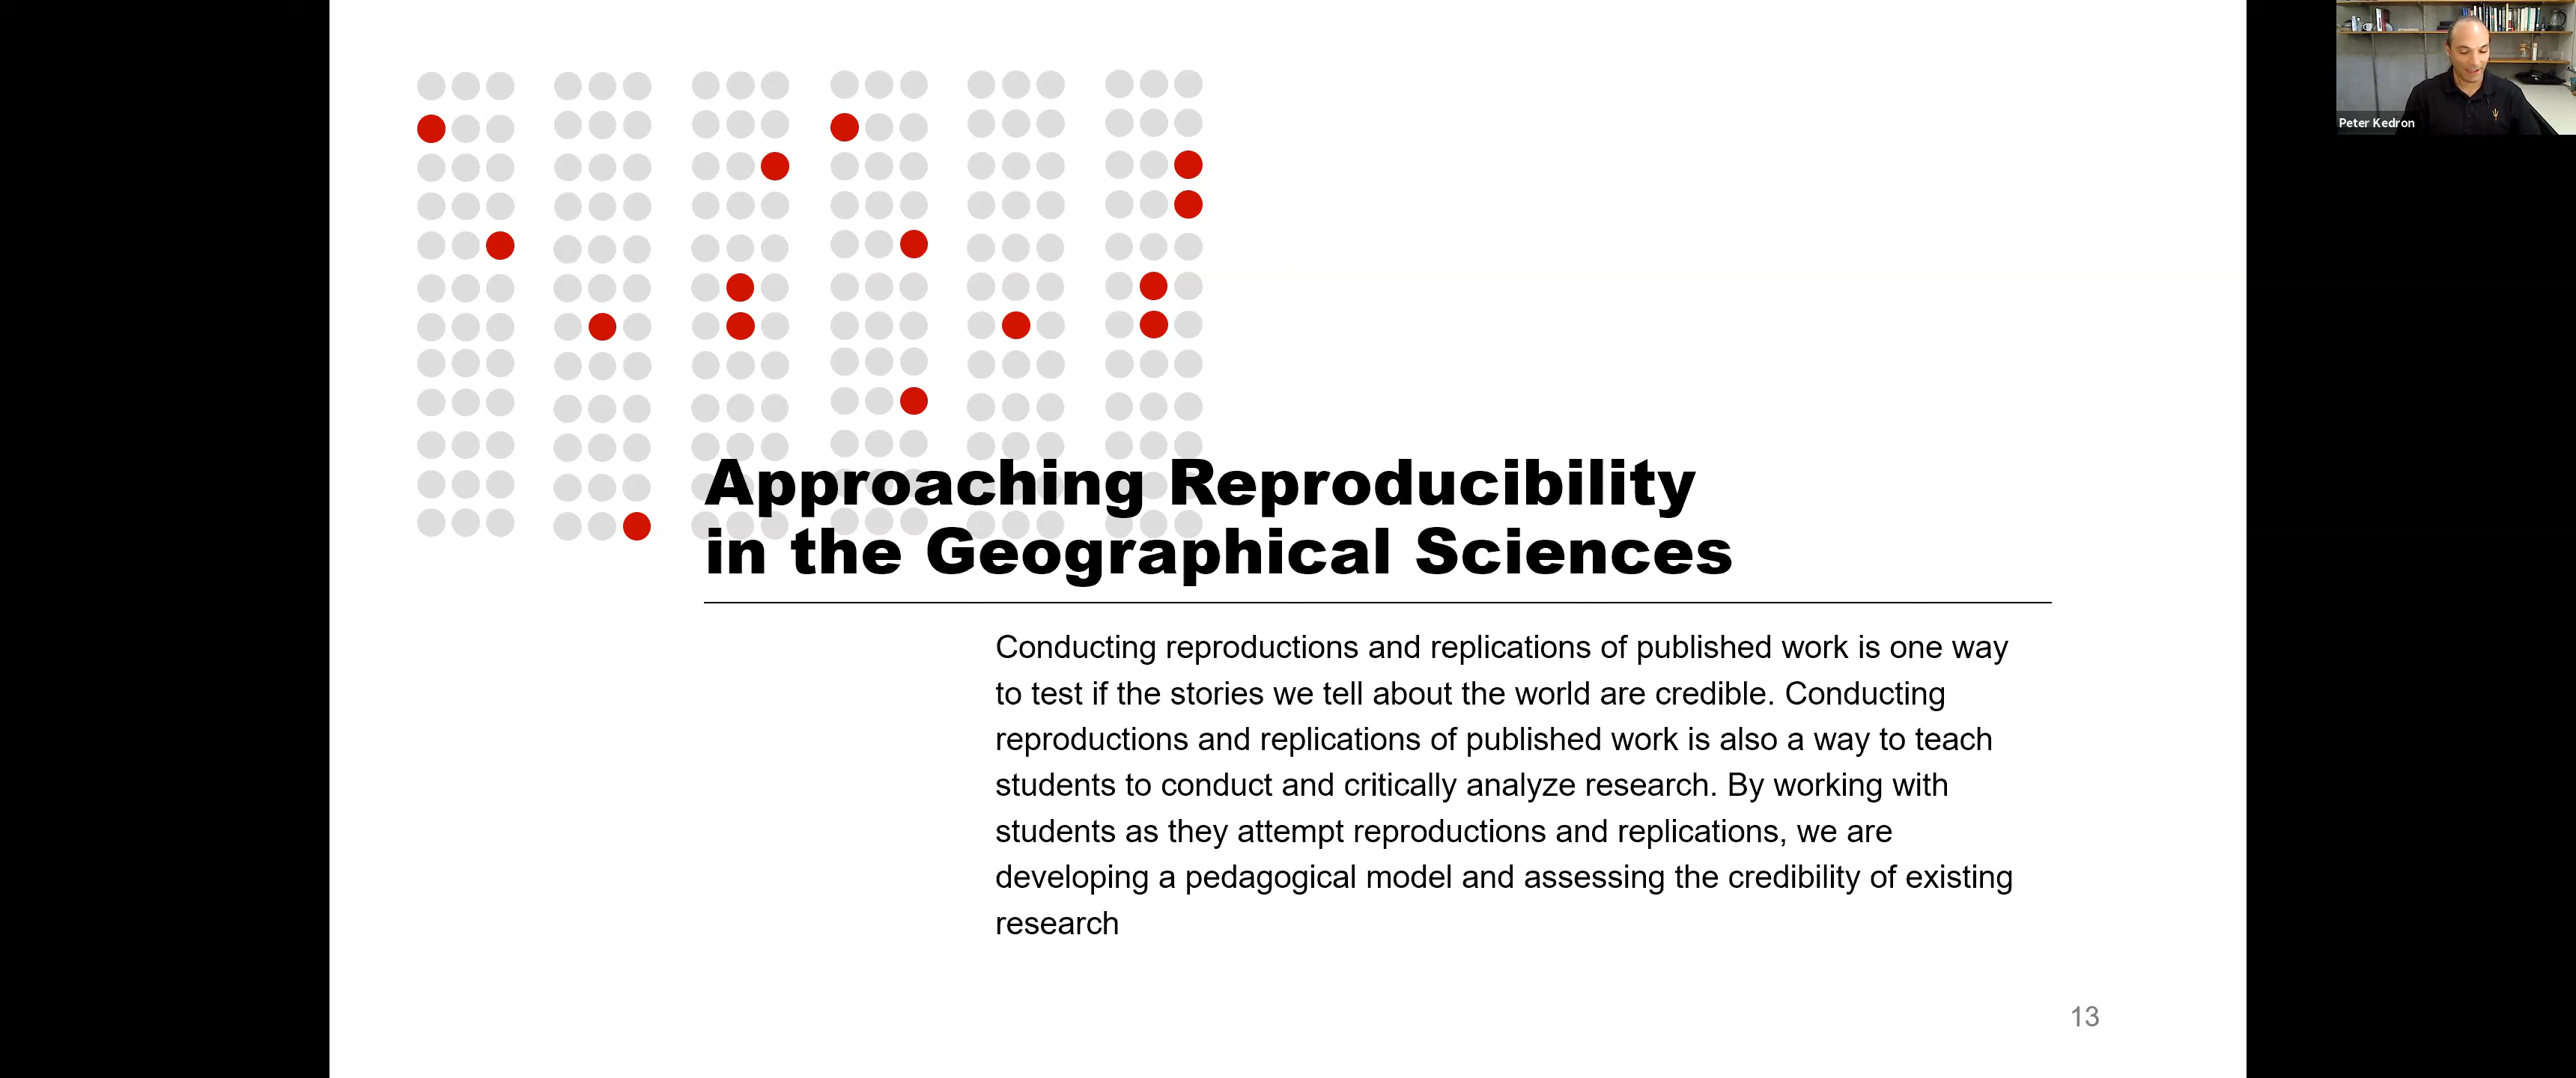 Peter Kedron
Approaching Reproducibility
in the Geographical Sciences
Conducting reproductions and replications of published work is one way
to test if the stories we tell about the world are credible. Conducting
reproductions and replications of published work is also a way to teach
students to conduct and critically analyze research. By working with
students as they attempt reproductions and replications, we are
developing a pedagogical model and assessing the credibility of existing
research
13